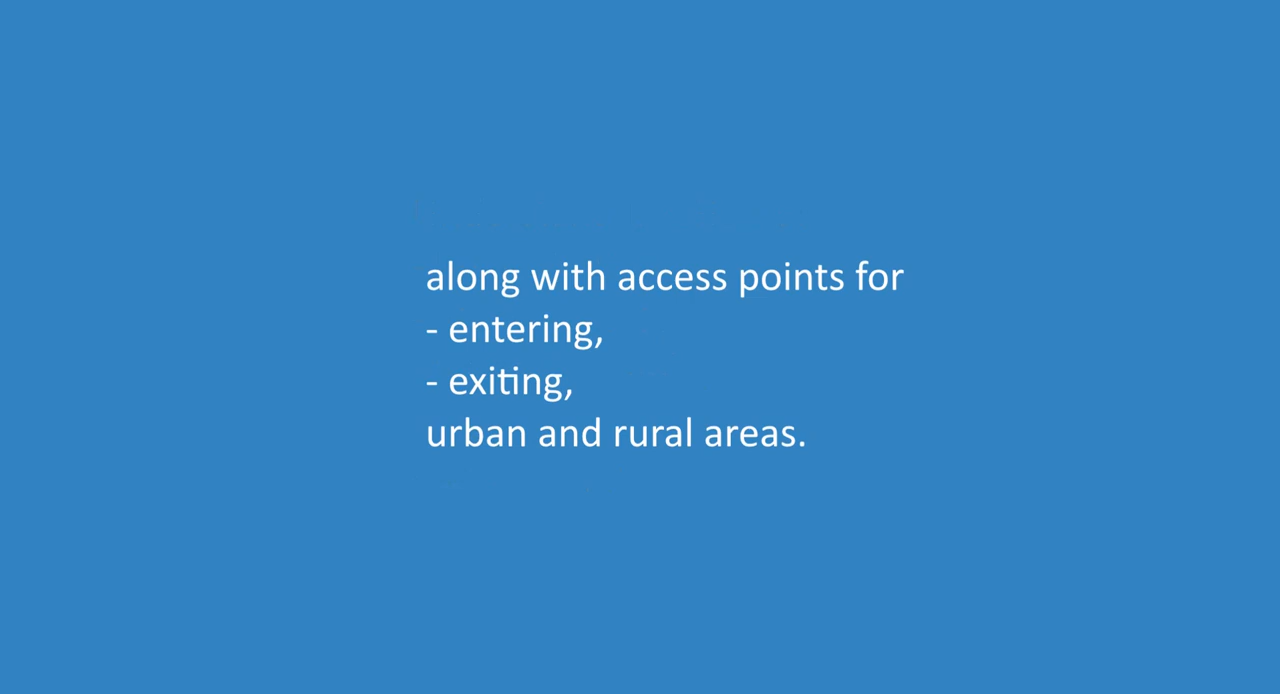 along with access points for
- entering,
- exiting,
urban and rural areas.